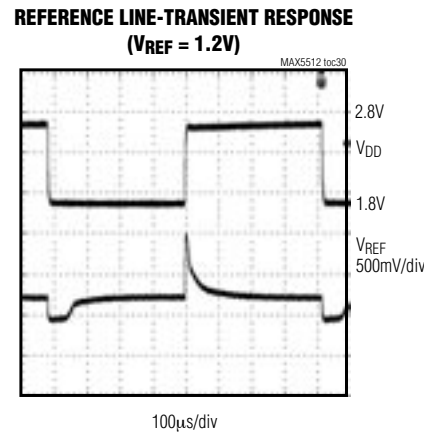 REFERENCE LINE-TRANSIENT RESPONSE
(VREF = 1.2V)
MAX5512 toc30
2.8V
VDD
1.8V
VREF
500mV/div
100µs/div